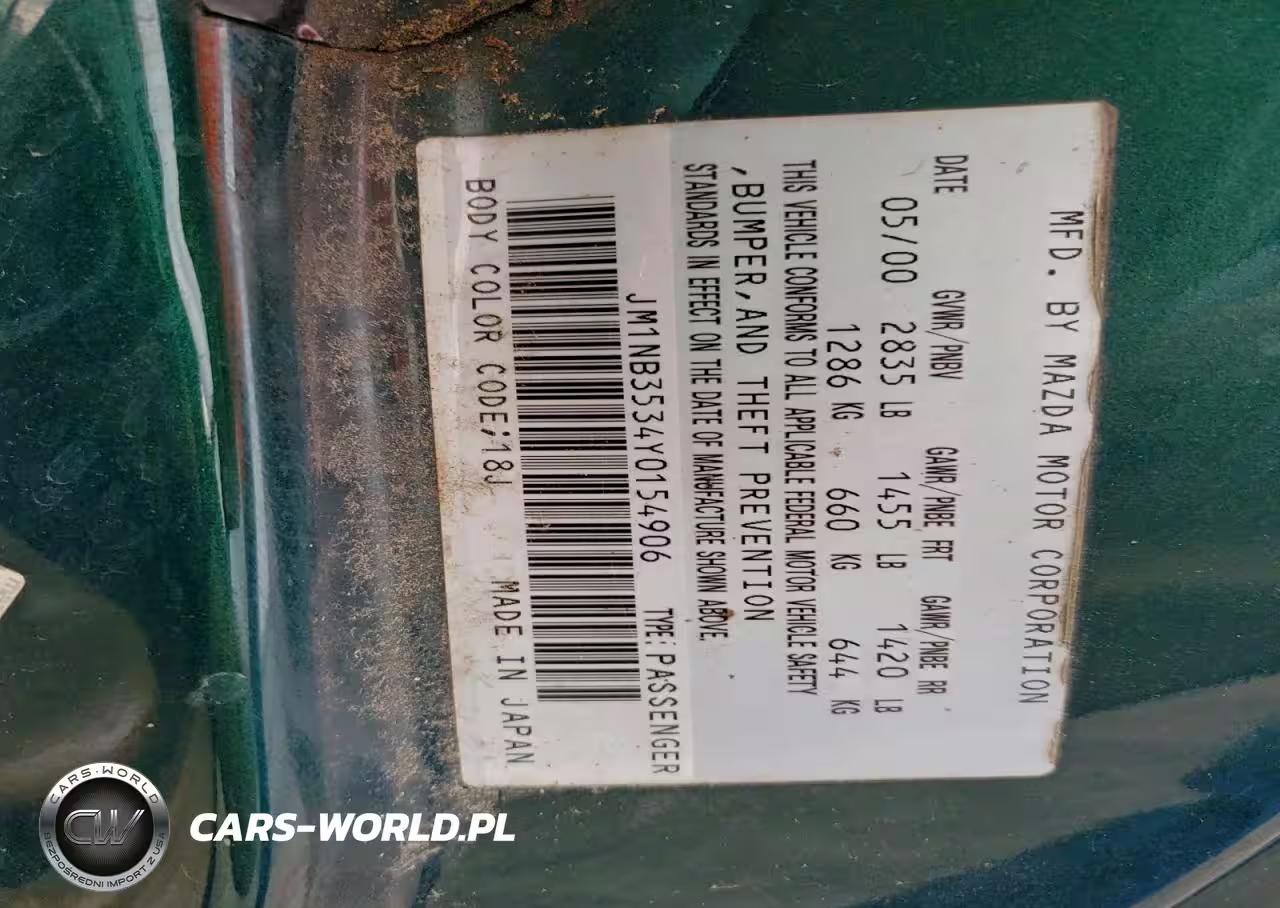 MFD. BY MAZDA MOTOR CORPORATION
DATE GVWR/PNBV GAWR/PNBE FRT GAWR/PNBE RR
05/00 2835 LB 1455 LB 1420 LB
1286 KG 660 KG 644 KG
THIS VEHICLE CONFORMS TO ALL APPLICABLE FEDERAL MOTOR VEHICLE SAFETY
,BUMPER,AND THEFT PREVENTION
STANDARDS IN EFFECT ON THE DATE OF MANUFACTURE SHOWN ABOVE.
JM1NB3534Y0154906 TYPE:PASSENGER
BODY COLOR CODE;18J MADE IN JAPAN
CARS-WORLD
CW
BEZPOŚREDNI IMPORT Z USA
CARS-WORLD.PL